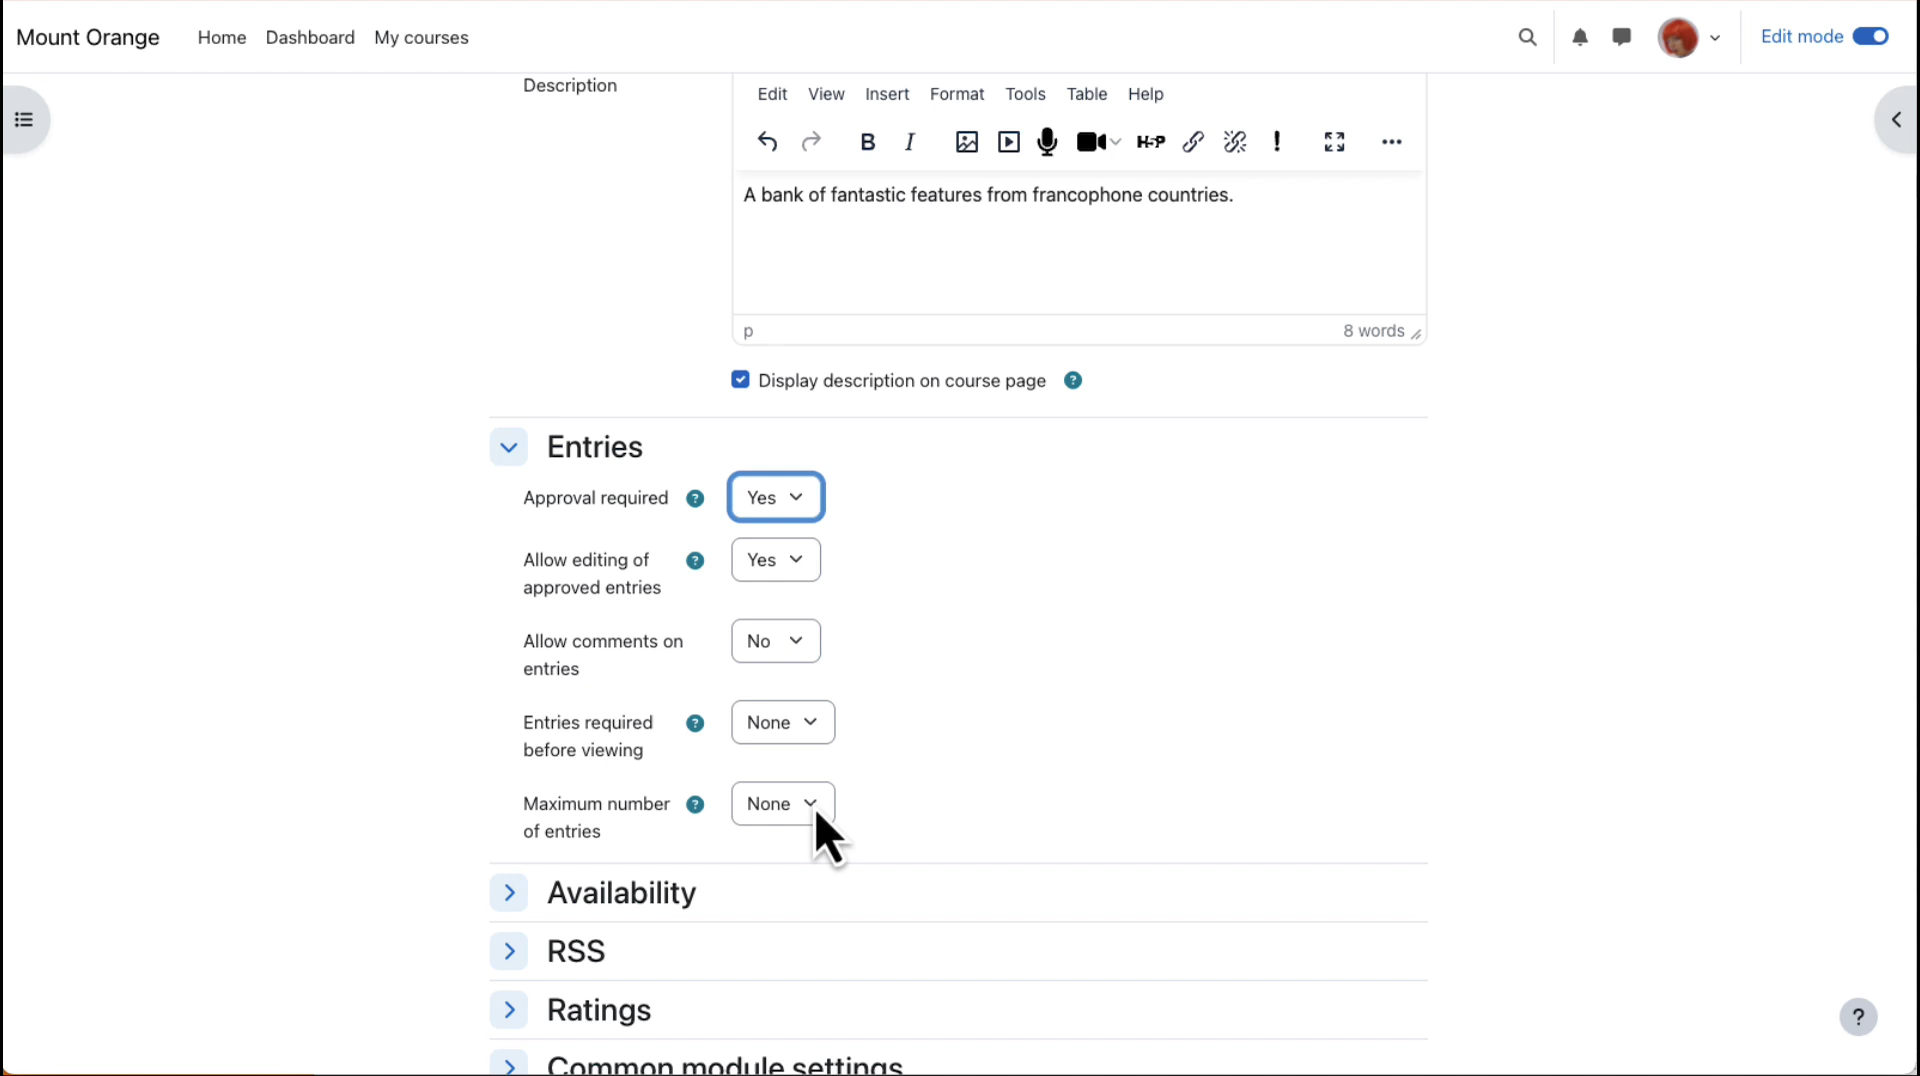 Mount Orange Home Dashboard My courses Edit mode
Description
Edit View Insert Format Tools Table Help
B I H-P ! ...
A bank of fantastic features from francophone countries.
p 8 words
Display description on course page ?
Entries
Approval required ? Yes
Allow editing of ? Yes
approved entries
Allow comments on No
entries
Entries required ? None
before viewing
Maximum number ? None
of entries
Availability
RSS
Ratings
?
Common module settings